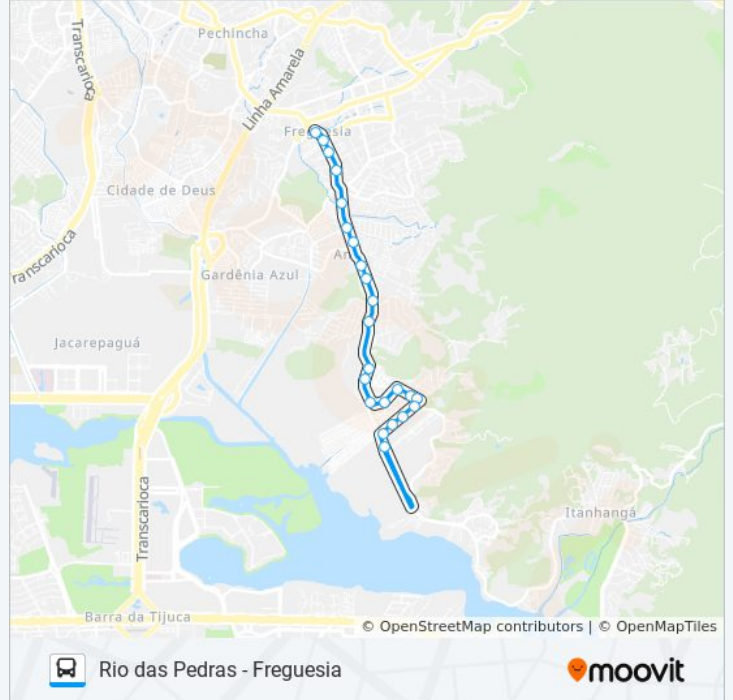 Pechincha
Transcarioca
Linha Amarela
Freguesia
Cidade de Deus
Transcarioca
An
Gardênia Azul
Jacarepaguá
Transcarioca
Itanhangá
Barra da Tijuca
© OpenStreetMap contributors | © OpenMapTiles
Rio das Pedras - Freguesia
moovit